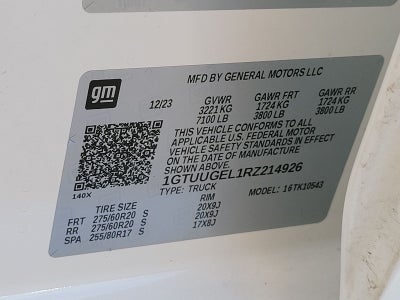 gm
MFD BY GENERAL MOTORS LLC
12/23 GVWR GAWR FRT GAWR RR
3221 KG 1724 KG 1724 KG
7100 LB 3800 LB 3800 LB
THIS VEHICLE CONFORMS TO ALL
APPLICABLE U.S. FEDERAL MOTOR
VEHICLE SAFETY STANDARDS IN EFFECT
ON THE DATE OF MANUFACTURE
SHOWN ABOVE.
1GTUUGEL1RZ214926
140X TYPE: TRUCK MODEL: 16TK10543
TIRE SIZE RIM
FRT 275/60R20 S 20X9J
RR 275/60R20 S 20X9J
SPA 255/80R17 S 17X8J